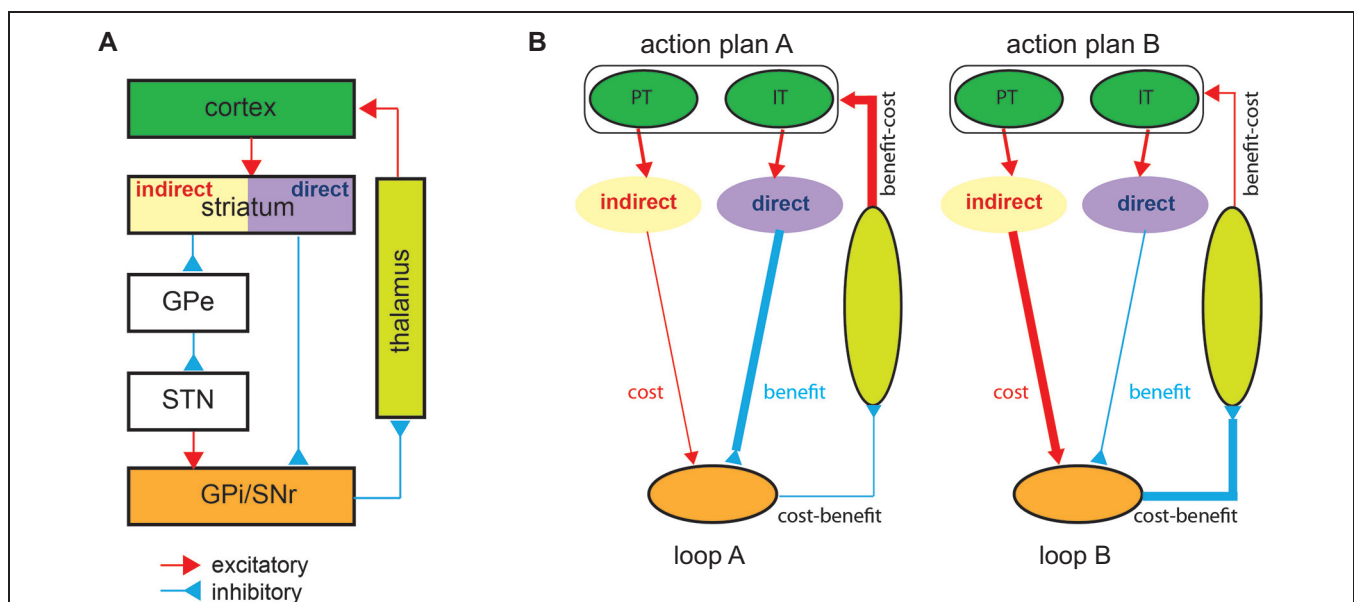 A
cortex
indirect
direct
striatum
GPe
STN
GPi/SNr
thalamus
excitatory
inhibitory
B
action plan A
PT
IT
indirect
direct
benefit-cost
cost
benefit
cost-benefit
loop A
action plan B
PT
IT
indirect
direct
benefit-cost
cost
benefit
cost-benefit
loop B